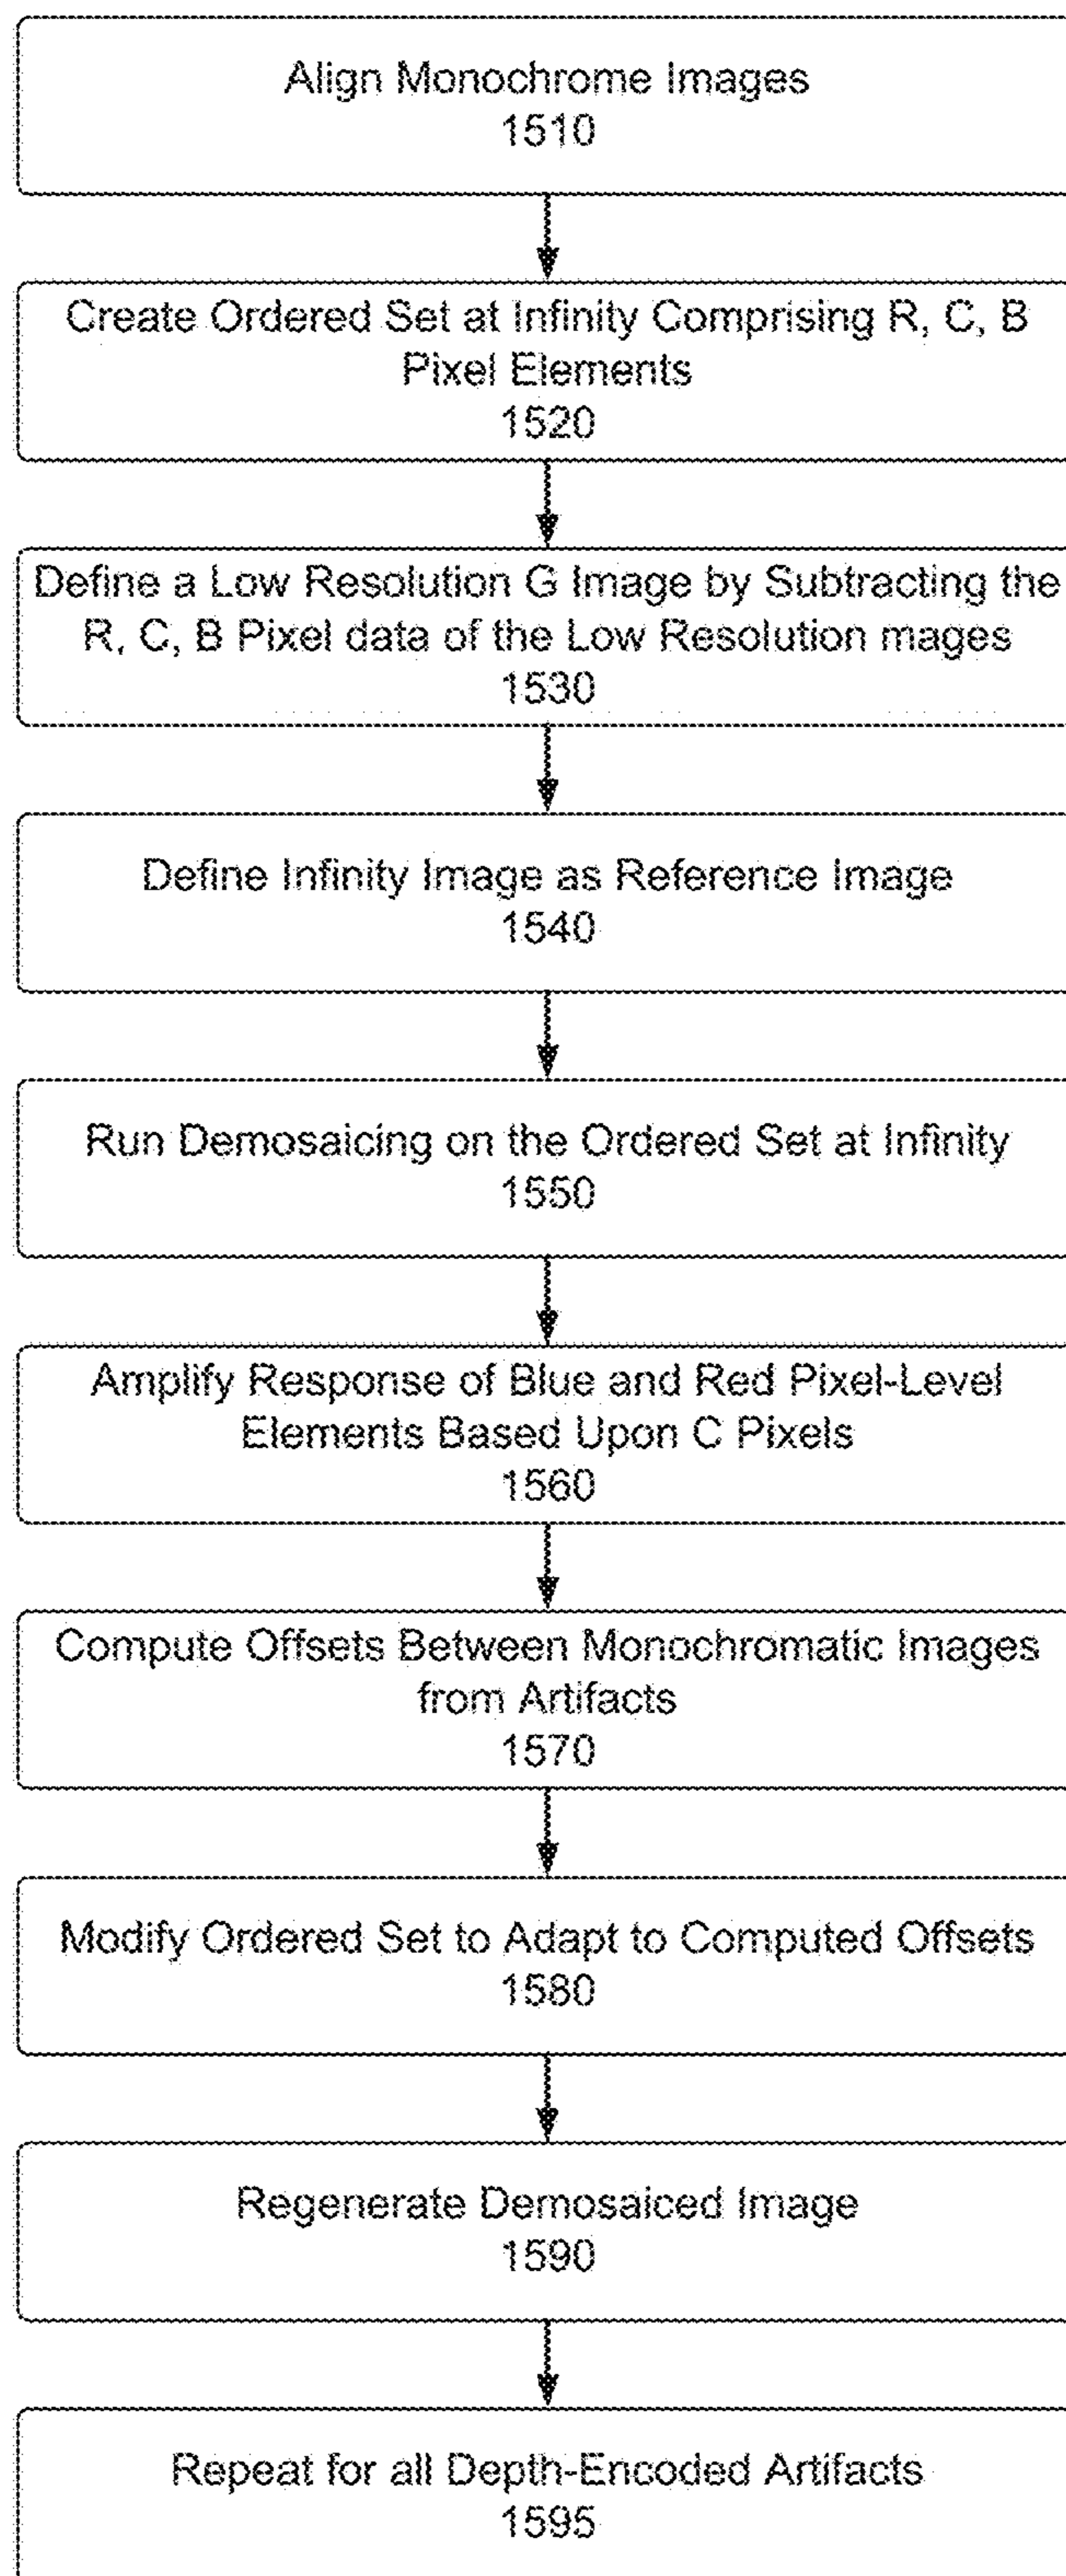 Align Monochrome Images
1510
Create Ordered Set at Infinity Comprising R, C, B
Pixel Elements
1520
Define a Low Resolution G Image by Subtracting the
R, C, B Pixel data of the Low Resolution mages
1530
Define Infinity Image as Reference Image
1540
Run Demosaicing on the Ordered Set at Infinity
1550
Amplify Response of Blue and Red Pixel-Level
Elements Based Upon C Pixels
1560
Compute Offsets Between Monochromatic Images
from Artifacts
1570
Modify Ordered Set to Adapt to Computed Offsets
1580
Regenerate Demosaiced Image
1590
Repeat for all Depth-Encoded Artifacts
1595